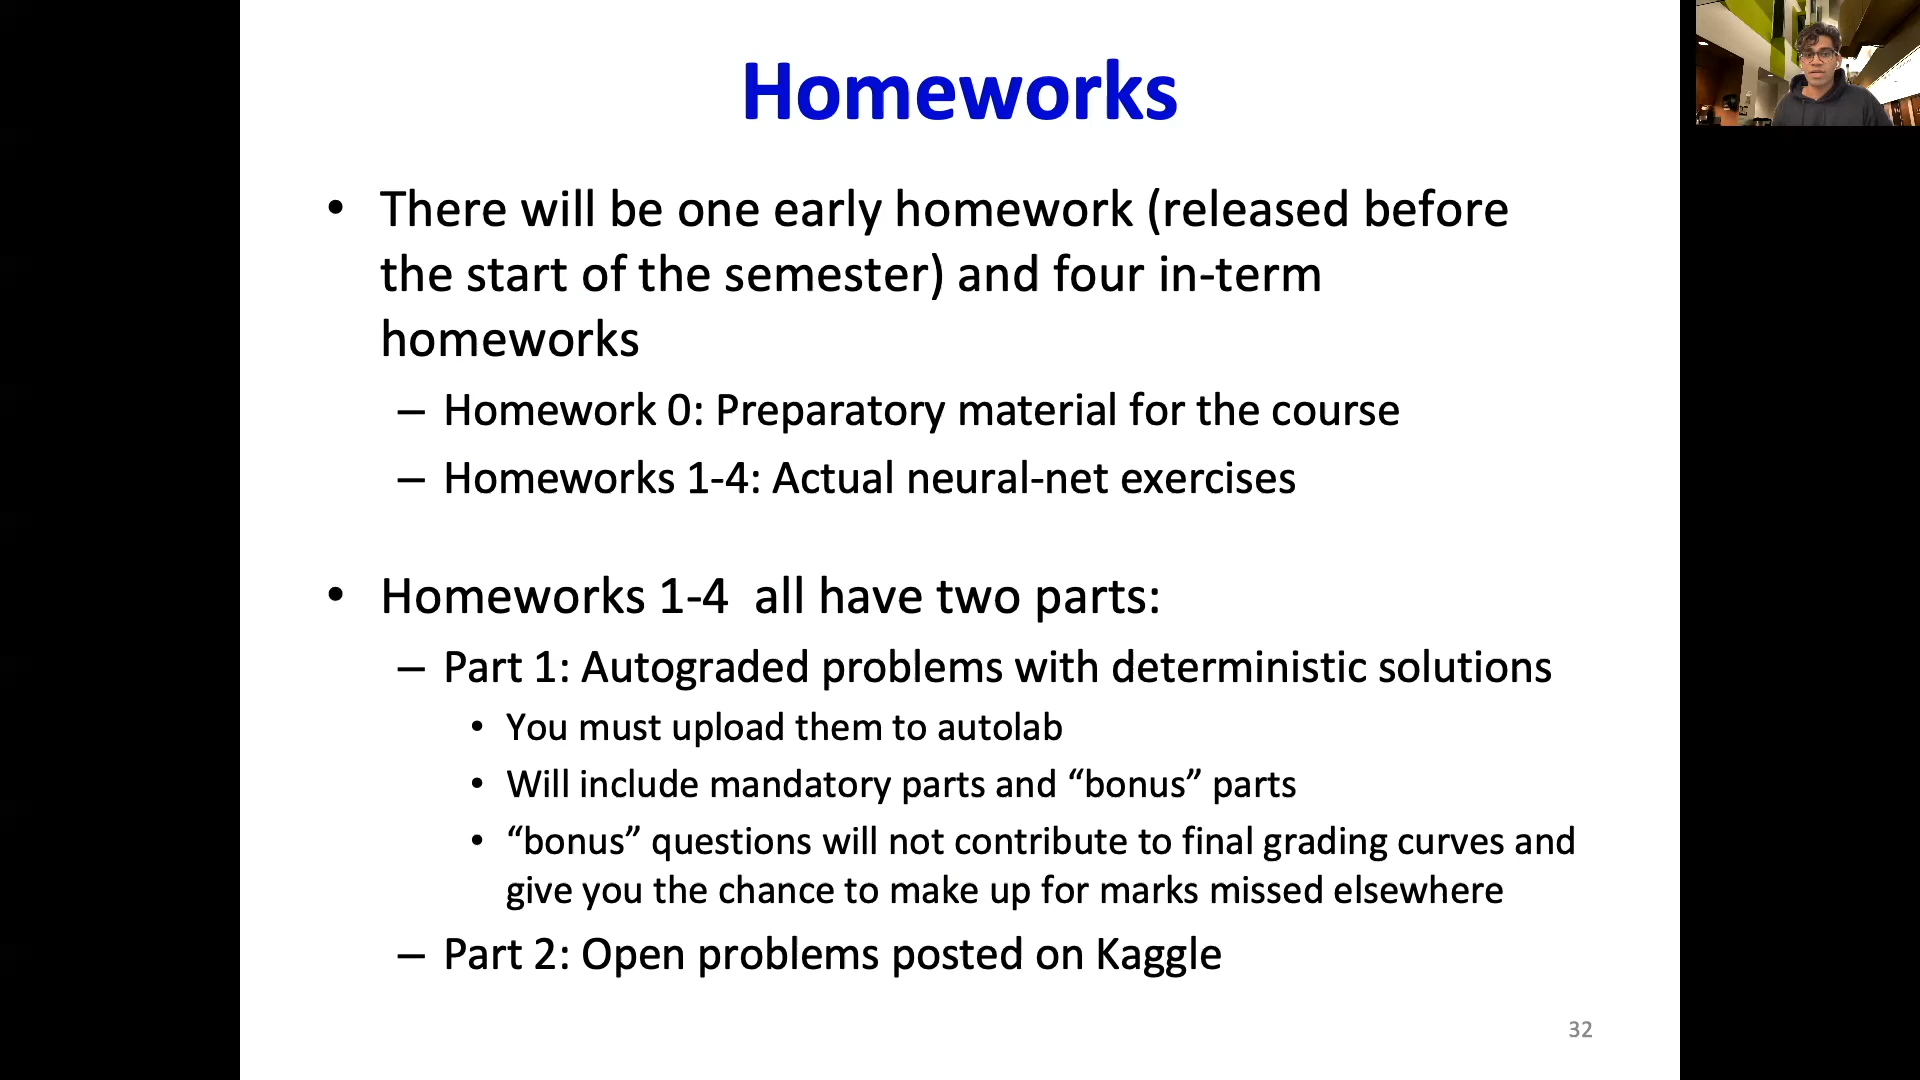 Homeworks
• There will be one early homework (released before
the start of the semester) and four in-term
homeworks
– Homework 0: Preparatory material for the course
– Homeworks 1-4: Actual neural-net exercises
• Homeworks 1-4  all have two parts:
– Part 1: Autograded problems with deterministic solutions
• You must upload them to autolab
• Will include mandatory parts and “bonus” parts
• “bonus” questions will not contribute to final grading curves and
give you the chance to make up for marks missed elsewhere
– Part 2: Open problems posted on Kaggle
32